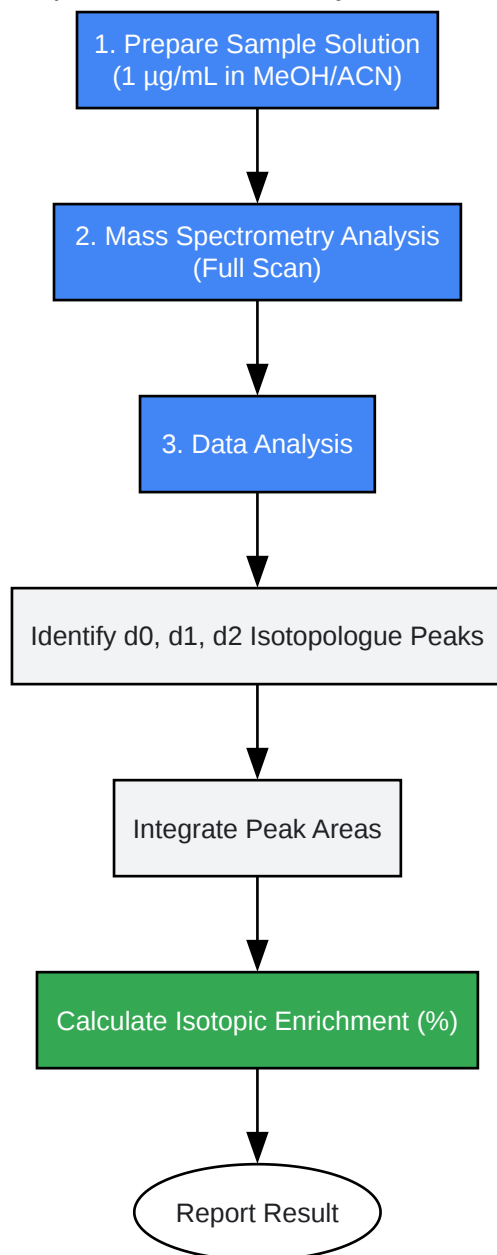 1. Prepare Sample Solution
(1 µg/mL in MeOH/ACN)
2. Mass Spectrometry Analysis
(Full Scan)
3. Data Analysis
Identify d0, d1, d2 Isotopologue Peaks
Integrate Peak Areas
Calculate Isotopic Enrichment (%)
Report Result